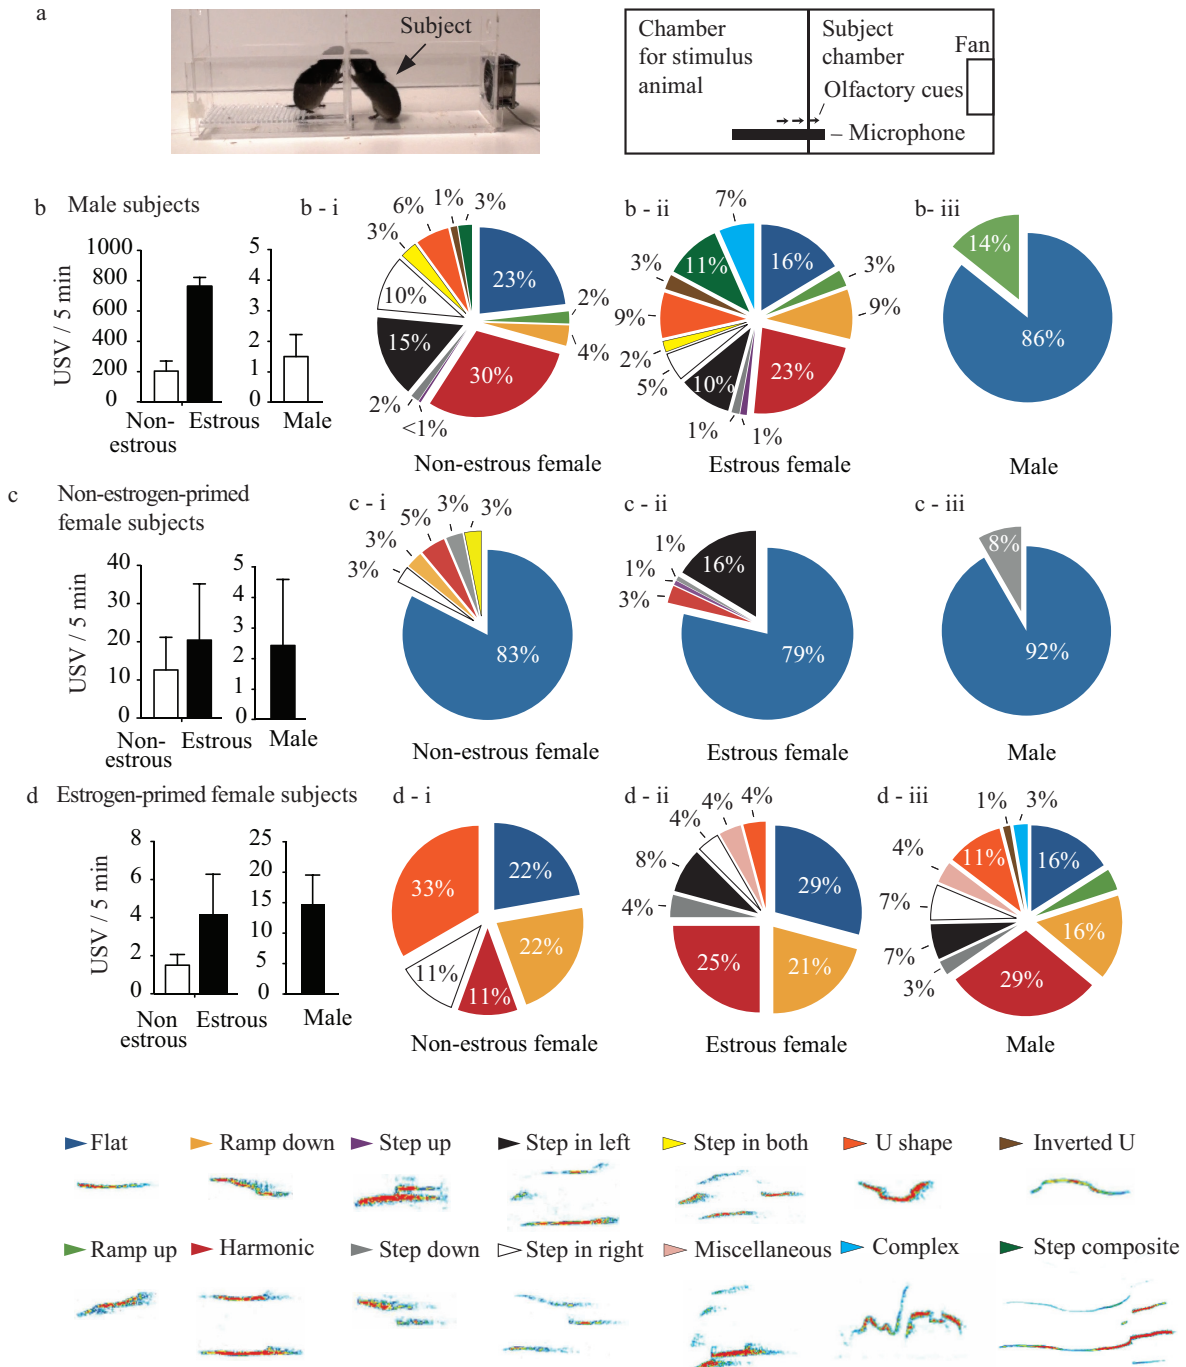 a
Subject
Chamber
for stimulus
animal
Subject
chamber
Fan
Olfactory cues
– Microphone
b Male subjects
USV / 5 min
1000
800
600
400
200
0
Non-
estrous
Estrous
5
4
3
2
1
0
Male
b - i
23%
2%
4%
30%
<1%
2%
15%
10%
3%
6%
1%
3%
Non-estrous female
b - ii
16%
3%
9%
23%
1%
1%
10%
5%
2%
9%
3%
11%
7%
Estrous female
b- iii
14%
86%
Male
c Non-estrogen-primed
female subjects
USV / 5 min
40
30
20
10
0
Non-
estrous
Estrous
5
4
3
2
1
0
Male
c - i
3%
3%
5%
3%
3%
83%
Non-estrous female
c - ii
3%
1%
1%
16%
79%
Estrous female
c - iii
8%
92%
Male
d Estrogen-primed female subjects
USV / 5 min
8
6
4
2
0
Non
estrous
Estrous
25
20
15
10
5
0
Male
d - i
22%
22%
11%
11%
33%
Non-estrous female
d - ii
29%
21%
25%
4%
8%
4%
4%
4%
Estrous female
d - iii
16%
16%
29%
3%
7%
7%
4%
11%
1%
3%
Male
Flat
Ramp down
Step up
Step in left
Step in both
U shape
Inverted U
Ramp up
Harmonic
Step down
Step in right
Miscellaneous
Complex
Step composite